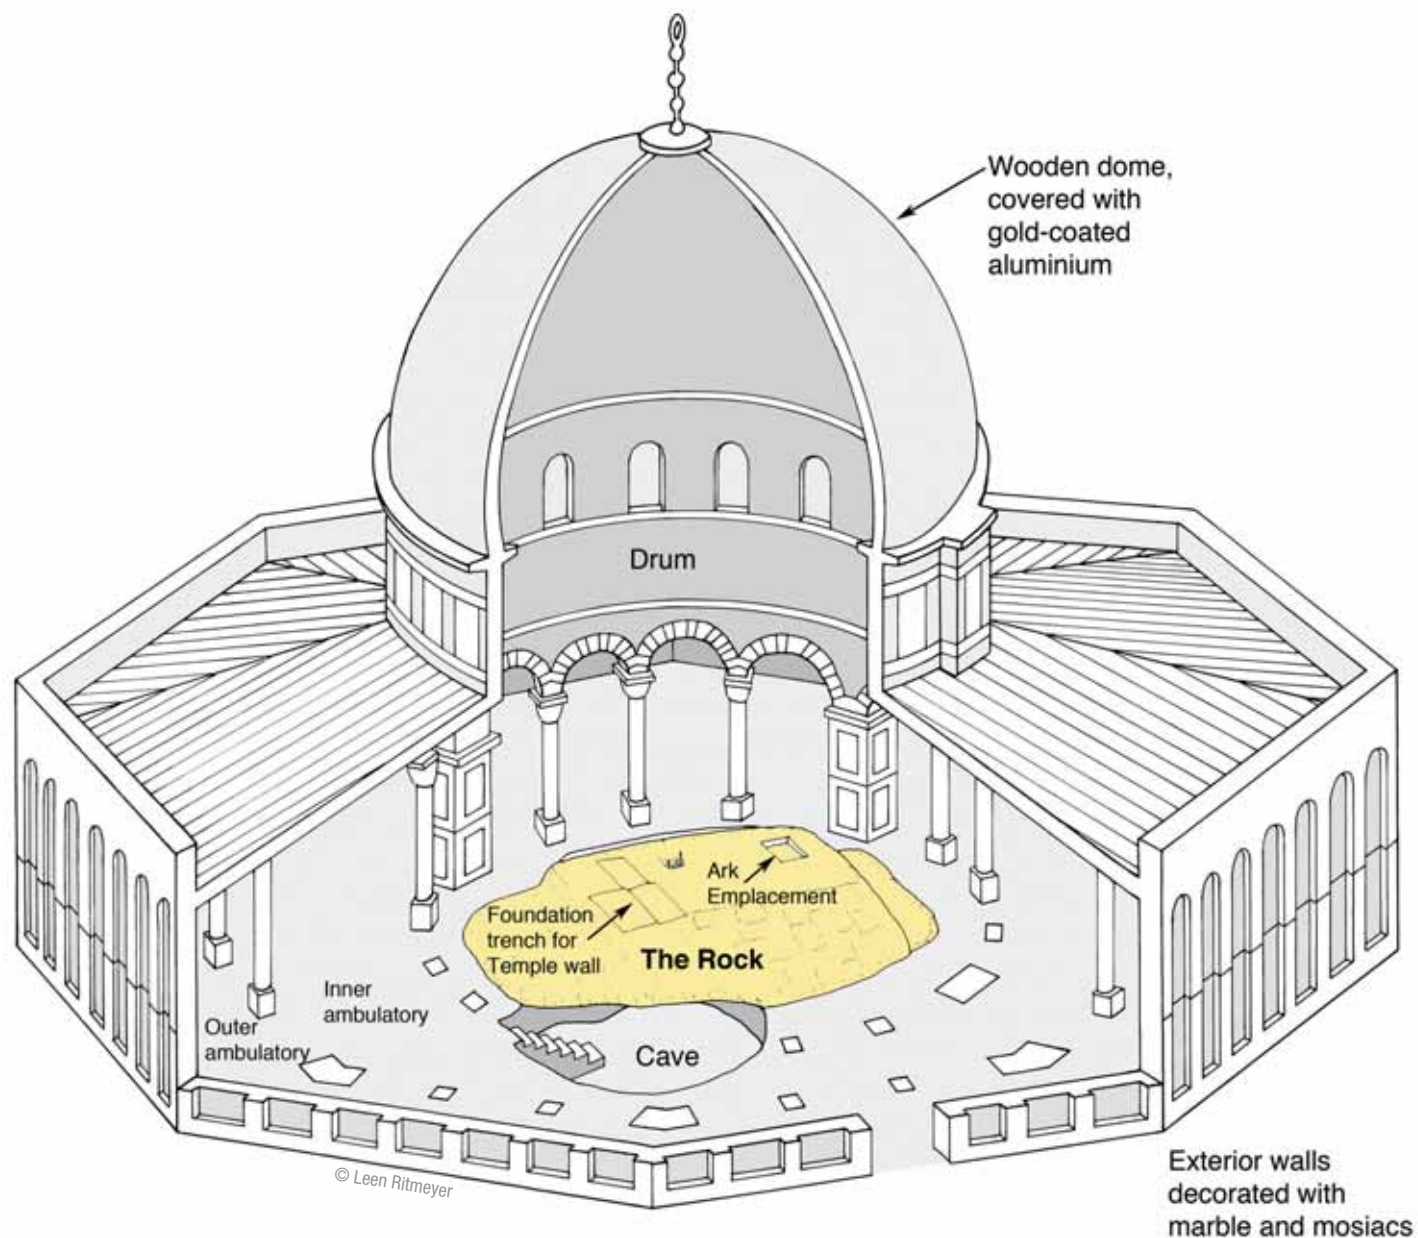 Wooden dome,
covered with
gold-coated
aluminium
Drum
Ark
Emplacement
Foundation
trench for
Temple wall
The Rock
Inner
ambulatory
Outer
ambulatory
Cave
© Leen Ritmeyer
Exterior walls
decorated with
marble and mosiacs